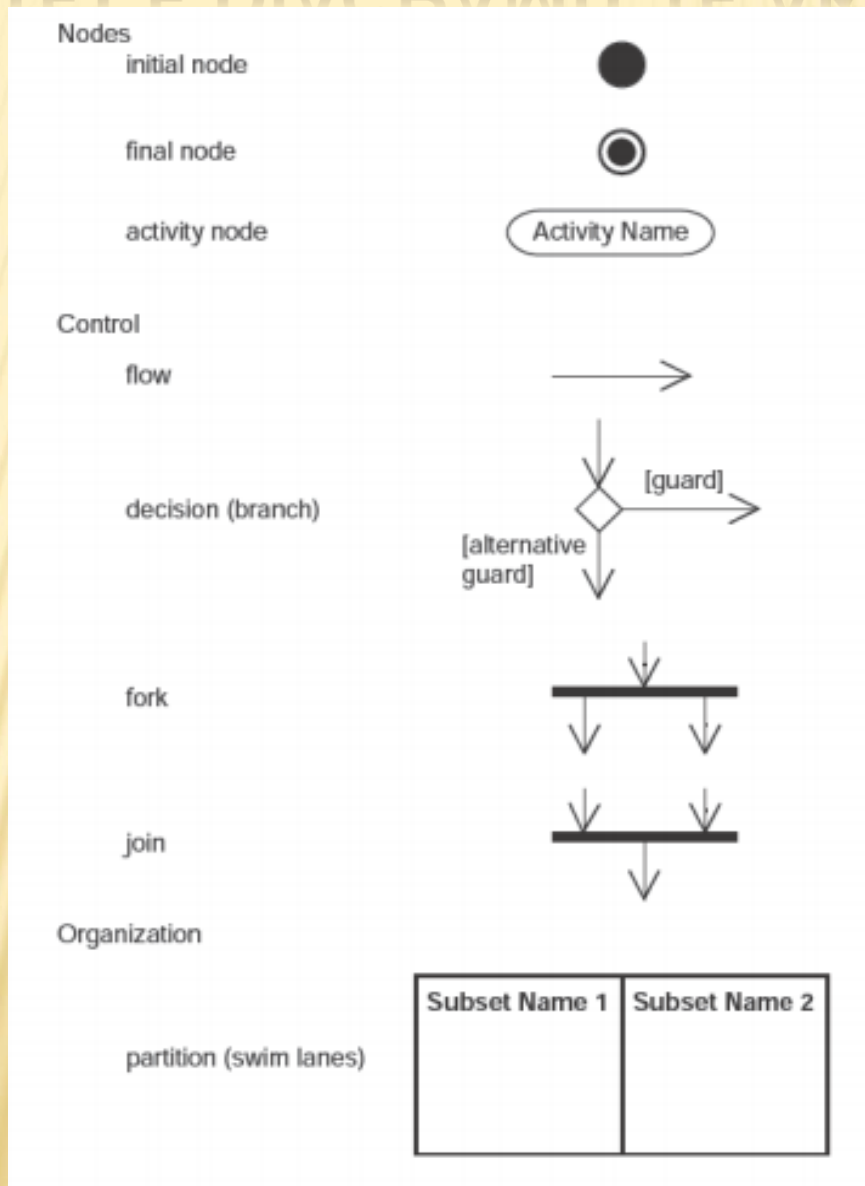 Nodes
initial node
final node
activity node
Activity Name
Control
flow
decision (branch)
[guard]
[alternative
guard]
fork
join
Organization
partition (swim lanes)
Subset Name 1
Subset Name 2